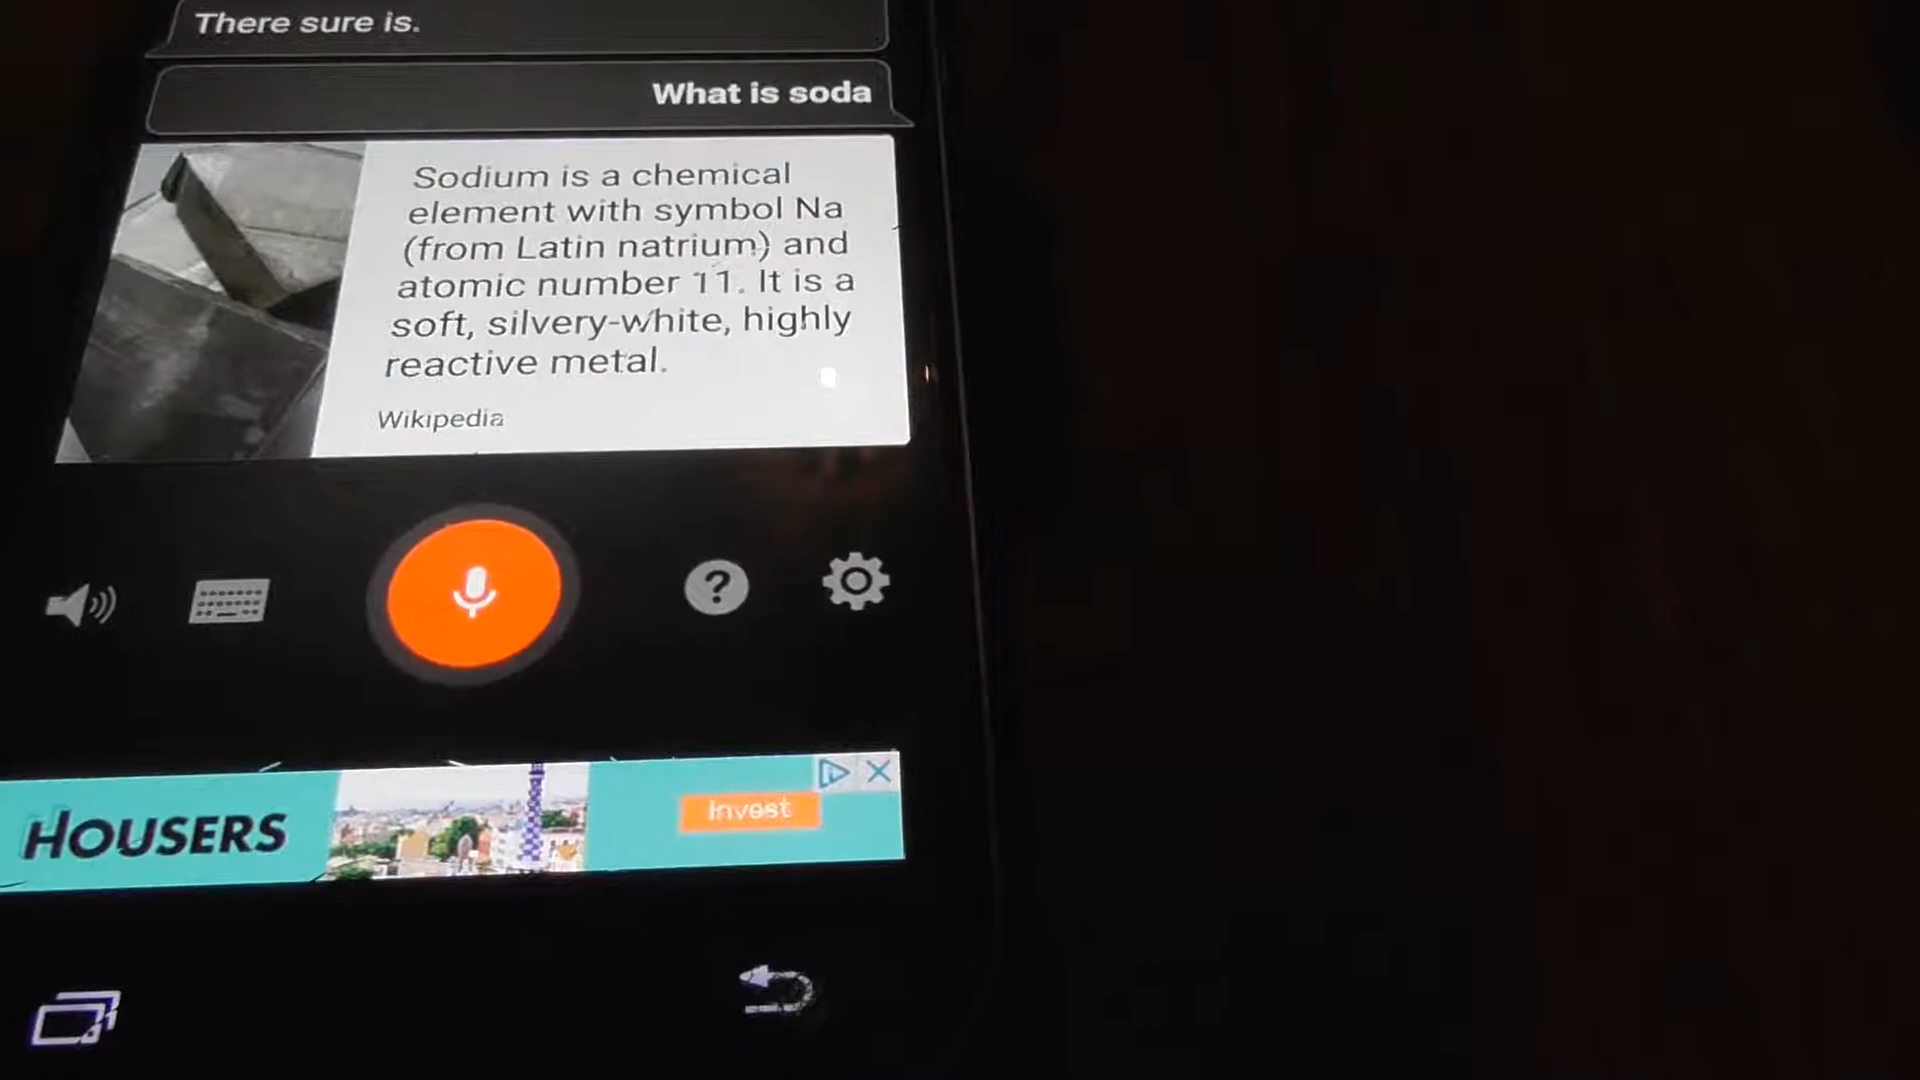 There sure is.
What is soda
Sodium is a chemical
element with symbol Na
(from Latin natrium) and
atomic number 11. It is a
soft, silvery-white, highly
reactive metal.
Wikipedia
HOUSERS
Invest